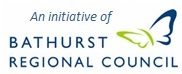 An initiative of
BATHURST
REGIONAL COUNCIL